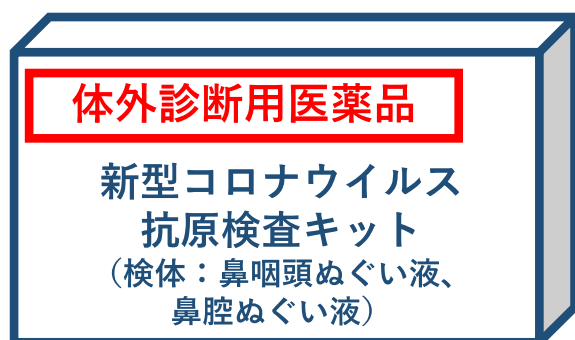 体外診断用医薬品
新型コロナウイルス
抗原検査キット
（検体：鼻咽頭ぬぐい液、
鼻腔ぬぐい液）